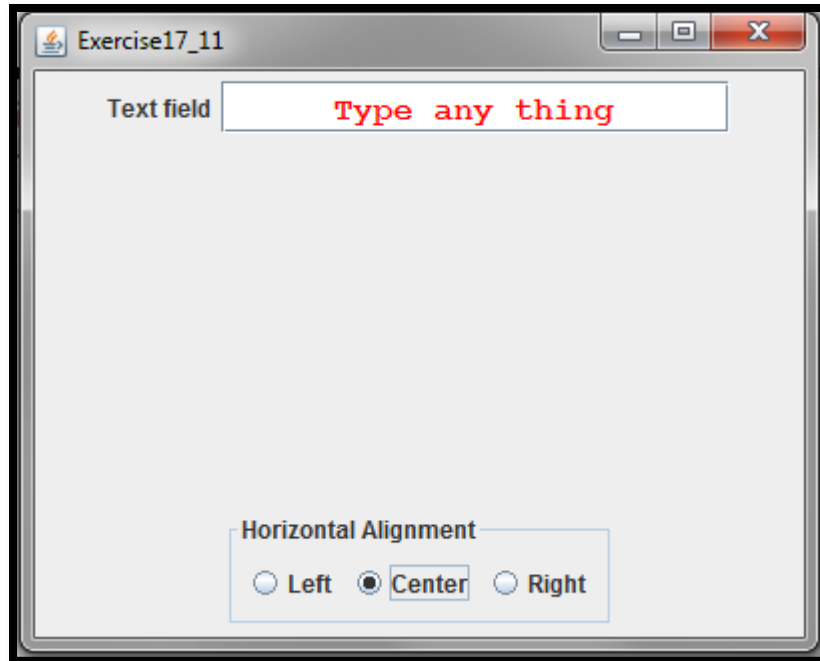 Exercise17_11
Text field Type any thing
Horizontal Alignment
Left Center Right